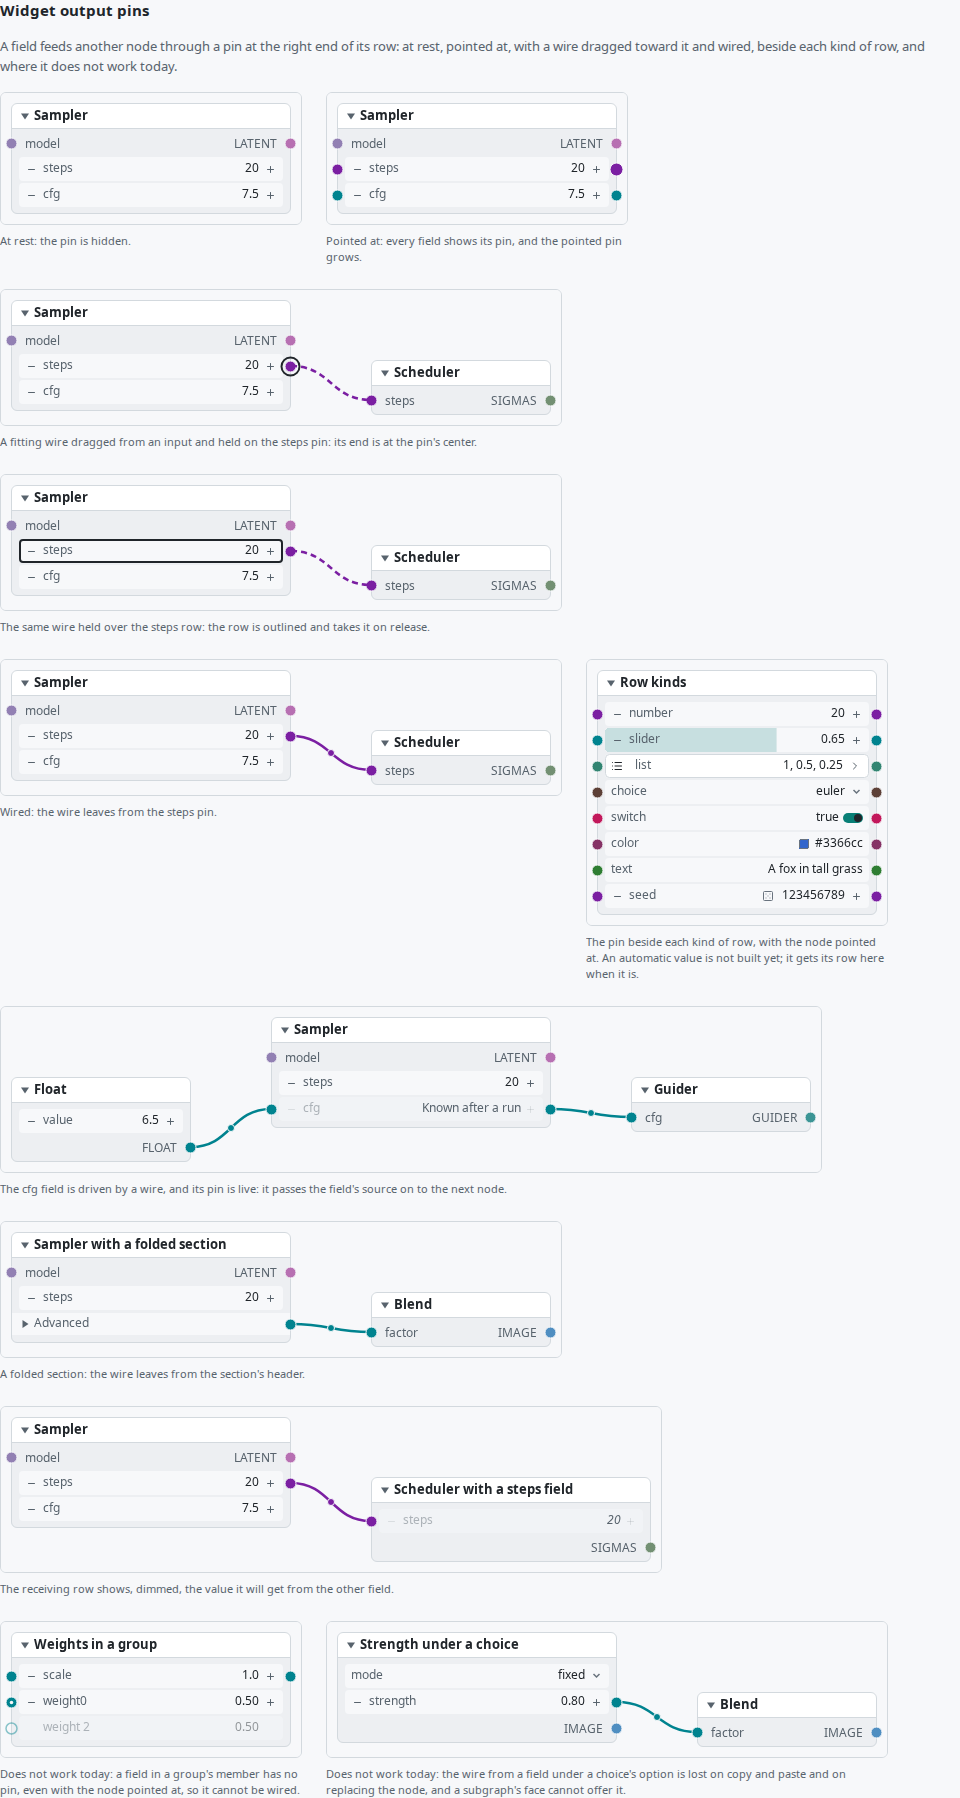 Widget output pins
A field feeds another node through a pin at the right end of its row: at rest, pointed at, with a wire dragged toward it and wired, beside each kind of row, and
where it does not work today.
Sampler
model LATENT
– steps 20 +
– cfg 7.5 +
At rest: the pin is hidden.
Sampler
model LATENT
– steps 20 +
– cfg 7.5 +
Pointed at: every field shows its pin, and the pointed pin
grows.
Sampler
model LATENT
– steps 20 +
– cfg 7.5 +
Scheduler
steps SIGMAS
A fitting wire dragged from an input and held on the steps pin: its end is at the pin's center.
Sampler
model LATENT
– steps 20 +
– cfg 7.5 +
Scheduler
steps SIGMAS
The same wire held over the steps row: the row is outlined and takes it on release.
Sampler
model LATENT
– steps 20 +
– cfg 7.5 +
Scheduler
steps SIGMAS
Wired: the wire leaves from the steps pin.
Row kinds
– number 20 +
– slider 0.65 +
list 1, 0.5, 0.25
choice euler
switch true
color #3366cc
text A fox in tall grass
– seed 123456789 +
The pin beside each kind of row, with the node pointed
at. An automatic value is not built yet; it gets its row here
when it is.
Float
– value 6.5 +
FLOAT
Sampler
model LATENT
– steps 20 +
– cfg Known after a run +
Guider
cfg GUIDER
The cfg field is driven by a wire, and its pin is live: it passes the field's source on to the next node.
Sampler with a folded section
model LATENT
– steps 20 +
Advanced
Blend
factor IMAGE
A folded section: the wire leaves from the section's header.
Sampler
model LATENT
– steps 20 +
– cfg 7.5 +
Scheduler with a steps field
– steps 20 +
SIGMAS
The receiving row shows, dimmed, the value it will get from the other field.
Weights in a group
– scale 1.0 +
– weight0 0.50 +
weight 2 0.50
Does not work today: a field in a group's member has no
pin, even with the node pointed at, so it cannot be wired.
Strength under a choice
mode fixed
– strength 0.80 +
IMAGE
Blend
factor IMAGE
Does not work today: the wire from a field under a choice's option is lost on copy and paste and on
replacing the node, and a subgraph's face cannot offer it.